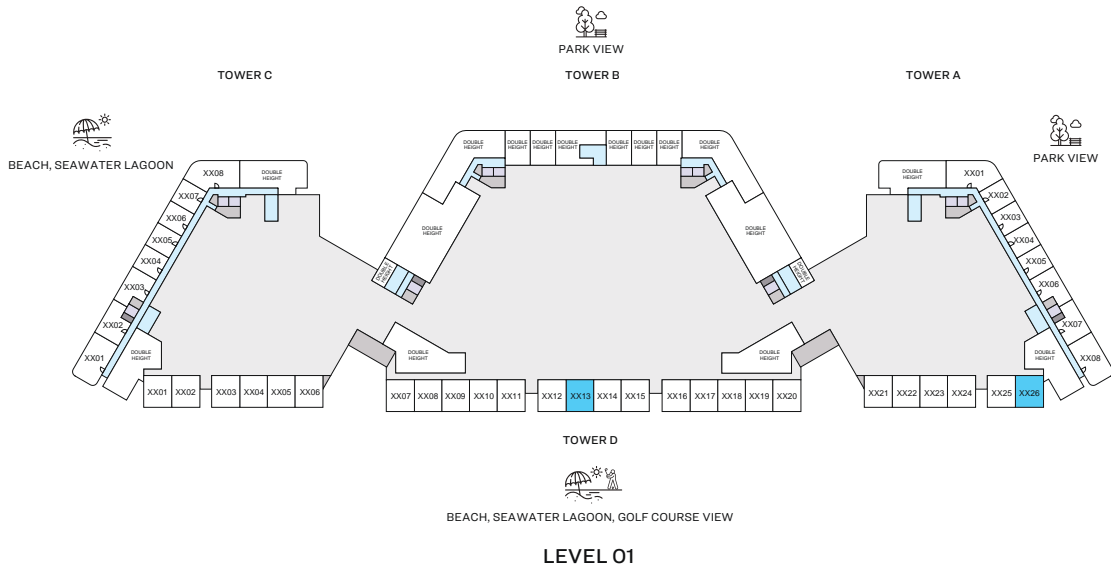 PARK VIEW
TOWER C
TOWER B
TOWER A
BEACH, SEAWATER LAGOON
PARK VIEW
DOUBLE HEIGHT
DOUBLE HEIGHT
DOUBLE HEIGHT
DOUBLE HEIGHT
DOUBLE HEIGHT
DOUBLE HEIGHT
DOUBLE HEIGHT
DOUBLE HEIGHT
XX08
DOUBLE HEIGHT
XX07
XX06
XX05
XX04
XX03
XX02
XX01
DOUBLE HEIGHT
DOUBLE HEIGHT
DOUBLE HEIGHT
DOUBLE HEIGHT
DOUBLE HEIGHT
DOUBLE HEIGHT
XX01
XX02
XX03
XX04
XX05
XX06
XX07
XX08
DOUBLE HEIGHT
DOUBLE HEIGHT
DOUBLE HEIGHT
XX01 XX02 XX03 XX04 XX05 XX06 XX07 XX08 XX09 XX10 XX11 XX12 XX13 XX14 XX15 XX16 XX17 XX18 XX19 XX20 XX21 XX22 XX23 XX24 XX25 XX26
TOWER D
BEACH, SEAWATER LAGOON, GOLF COURSE VIEW
LEVEL 01